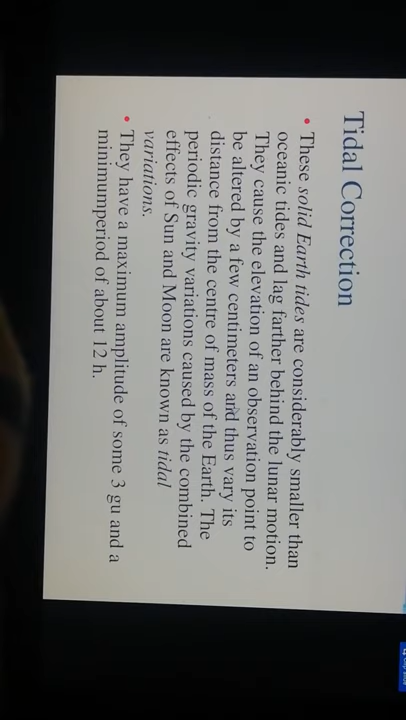 Tidal Correction
• These solid Earth tides are considerably smaller than
oceanic tides and lag farther behind the lunar motion.
They cause the elevation of an observation point to
be altered by a few centimeters and thus vary its
distance from the centre of mass of the Earth. The
periodic gravity variations caused by the combined
effects of Sun and Moon are known as tidal
variations.
• They have a maximum amplitude of some 3 gu and a
minimumperiod of about 12 h.